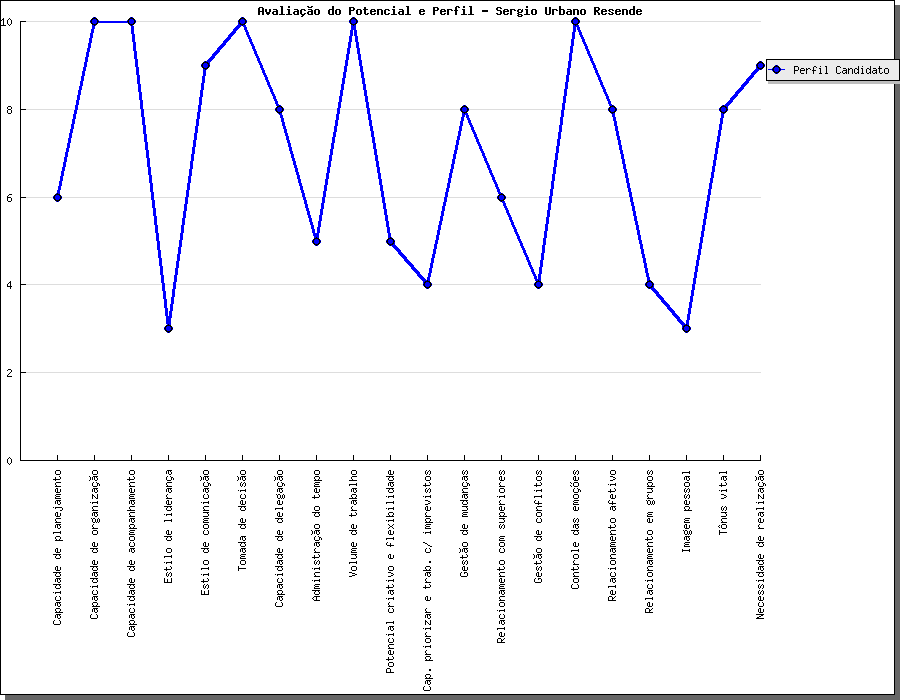 Avaliação do Potencial e Perfil - Sergio Urbano Resende
10
8
6
4
2
0
Perfil Candidato
Capacidade de planejamento
Capacidade de organização
Capacidade de acompanhamento
Estilo de liderança
Estilo de comunicação
Tomada de decisão
Capacidade de delegação
Administração do tempo
Volume de trabalho
Potencial criativo e flexibilidade
Cap. priorizar e trab. c/ imprevistos
Gestão de mudanças
Relacionamento com superiores
Gestão de conflitos
Controle das emoções
Relacionamento afetivo
Relacionamento em grupos
Imagem pessoal
Tônus vital
Necessidade de realização